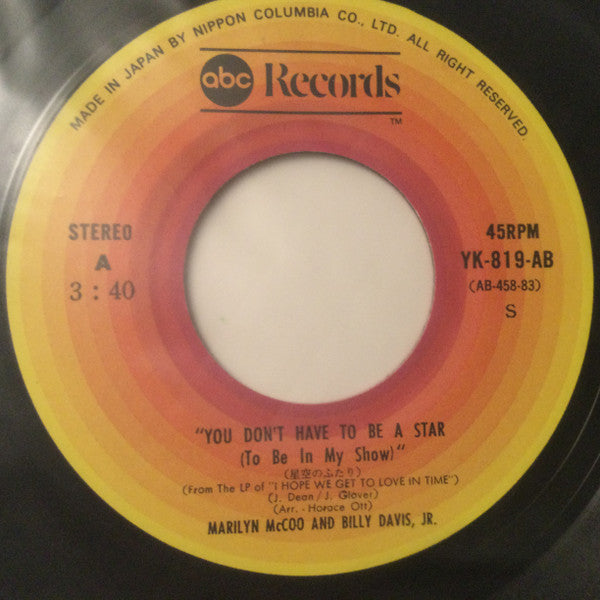 MADE IN JAPAN BY NIPPON COLUMBIA CO., LTD. ALL RIGHT RESERVED.
abc Records
TM
STEREO
A
3 : 40
45RPM
YK-819-AB
(AB-458-83)
S
"YOU DON'T HAVE TO BE A STAR
(To Be In My Show)"
(星空のふたり)
(From The LP of "I HOPE WE GET TO LOVE IN TIME")
(J. Dean/J. Glover)
(Arr. - Horace Ott)
MARILYN McCOO AND BILLY DAVIS, JR.